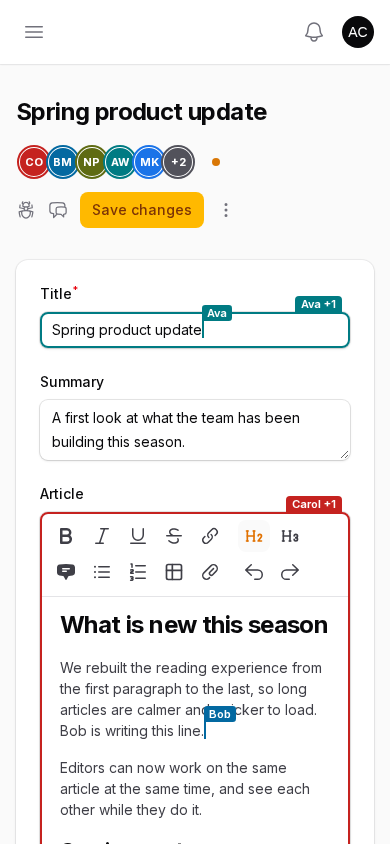 AC
Spring product update
CO BM NP AW MK +2
Save changes
Title*
Ava +1
Ava
Spring product update
Summary
A first look at what the team has been
building this season.
Article
Carol +1
B I U S H2 H3
What is new this season
We rebuilt the reading experience from
the first paragraph to the last, so long
articles are calmer and
icker to load.
Bob
Bob is writing this line.
Editors can now work on the same
article at the same time, and see each
other while they do it.